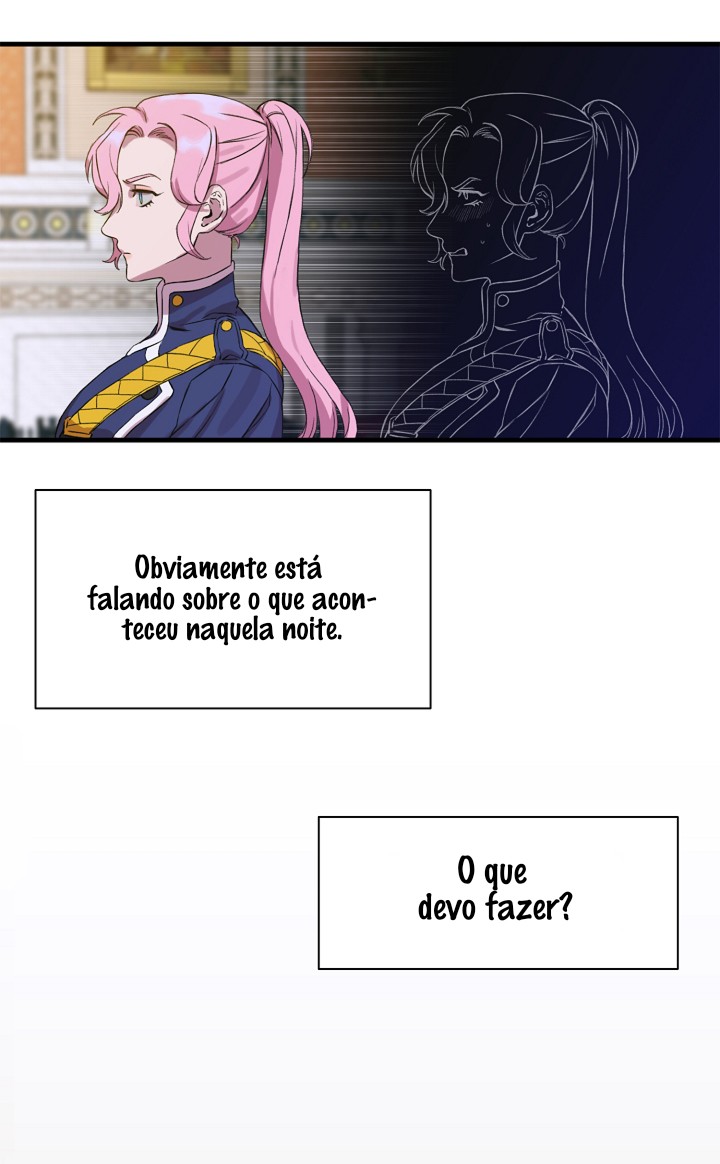 Obviamente está
falando sobre o que acon-
teceu naquela noite.
O que
devo fazer?